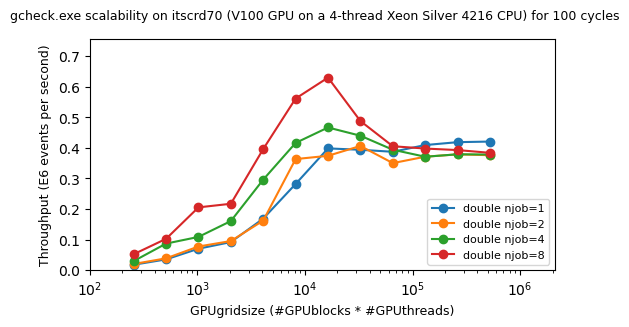 gcheck.exe scalability on itscrd70 (V100 GPU on a 4-thread Xeon Silver 4216 CPU) for 100 cycles
Throughput (E6 events per second)
0.7
0.6
0.5
0.4
0.3
0.2
0.1
0.0
10²
10³
10⁴
10⁵
10⁶
GPUgridsize (#GPUblocks * #GPUthreads)
double njob=1
double njob=2
double njob=4
double njob=8